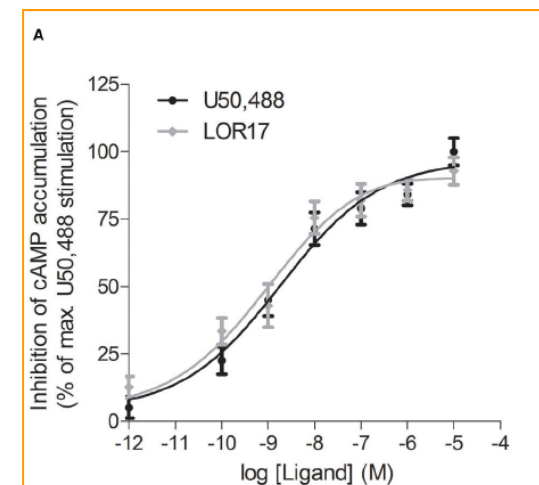 A
U50,488
LOR17
Inhibition of cAMP accumulation
(% of max. U50,488 stimulation)
125
100
75
50
25
0
-12 -11 -10 -9 -8 -7 -6 -5 -4
log [Ligand] (M)